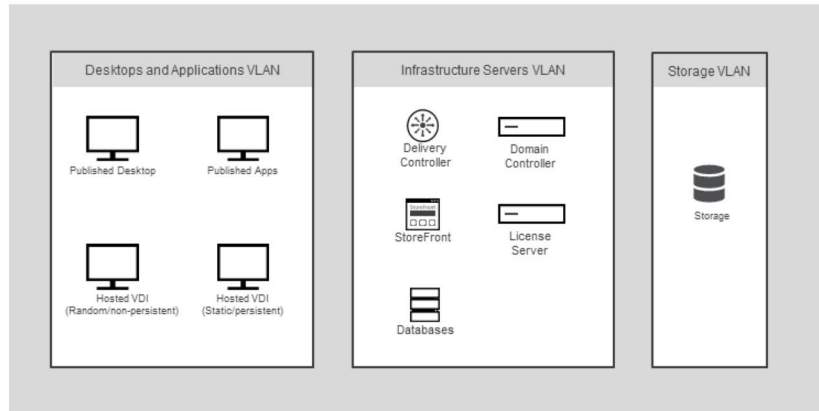 Desktops and Applications VLAN
Published Desktop
Published Apps
Hosted VDI
(Random/non-persistent)
Hosted VDI
(Static/persistent)
Infrastructure Servers VLAN
Delivery
Controller
Domain
Controller
StoreFront
StoreFront
License
Server
Databases
Storage VLAN
Storage